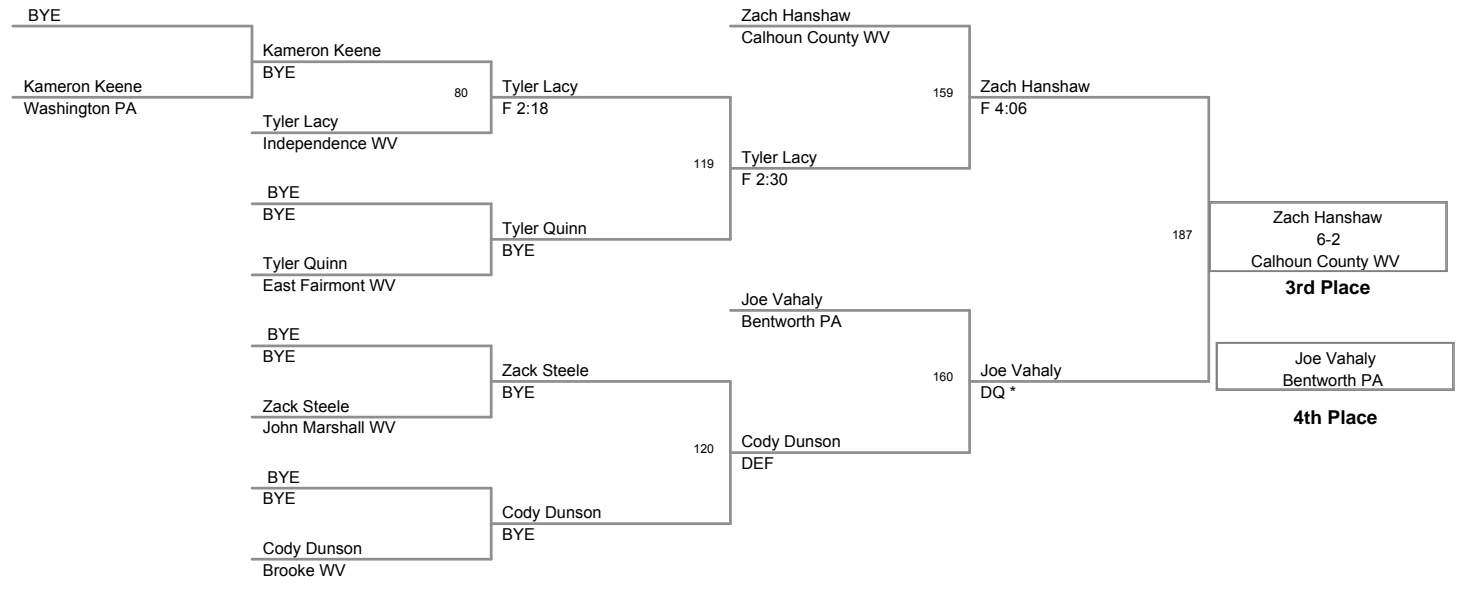 BYE
Kameron Keene
Washington PA
Kameron Keene
BYE
80
Tyler Lacy
Independence WV
BYE
BYE
Tyler Quinn
East Fairmont WV
BYE
BYE
Zack Steele
John Marshall WV
BYE
BYE
Cody Dunson
Brooke WV
Tyler Lacy
F 2:18
119
Tyler Quinn
BYE
Zack Steele
BYE
120
Cody Dunson
BYE
Zach Hanshaw
Calhoun County WV
159
Tyler Lacy
F 2:30
Joe Vahaly
Bentworth PA
160
Cody Dunson
DEF
Zach Hanshaw
F 4:06
187
Joe Vahaly
DQ *
Zach Hanshaw
6-2
Calhoun County WV
3rd Place
Joe Vahaly
Bentworth PA
4th Place